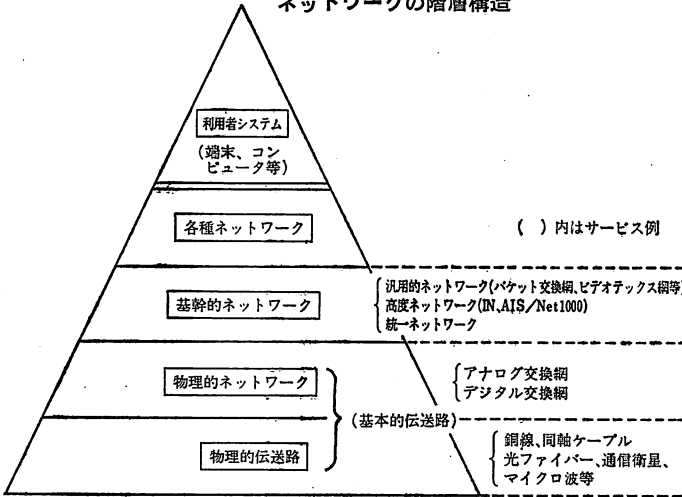 ネットワークの階層構造
利用者システム
(端末、コン
ピュータ等)
各種ネットワーク
( )内はサービス例
基幹的ネットワーク
汎用的ネットワーク(パケット交換網、ビデオテックス網等)
高度ネットワーク(IN、AIS/Net1000)
統一ネットワーク
物理的ネットワーク
アナログ交換網
デジタル交換網
(基本的伝送路)
物理的伝送路
銅線、同軸ケーブル
光ファイバー、通信衛星、
マイクロ波等